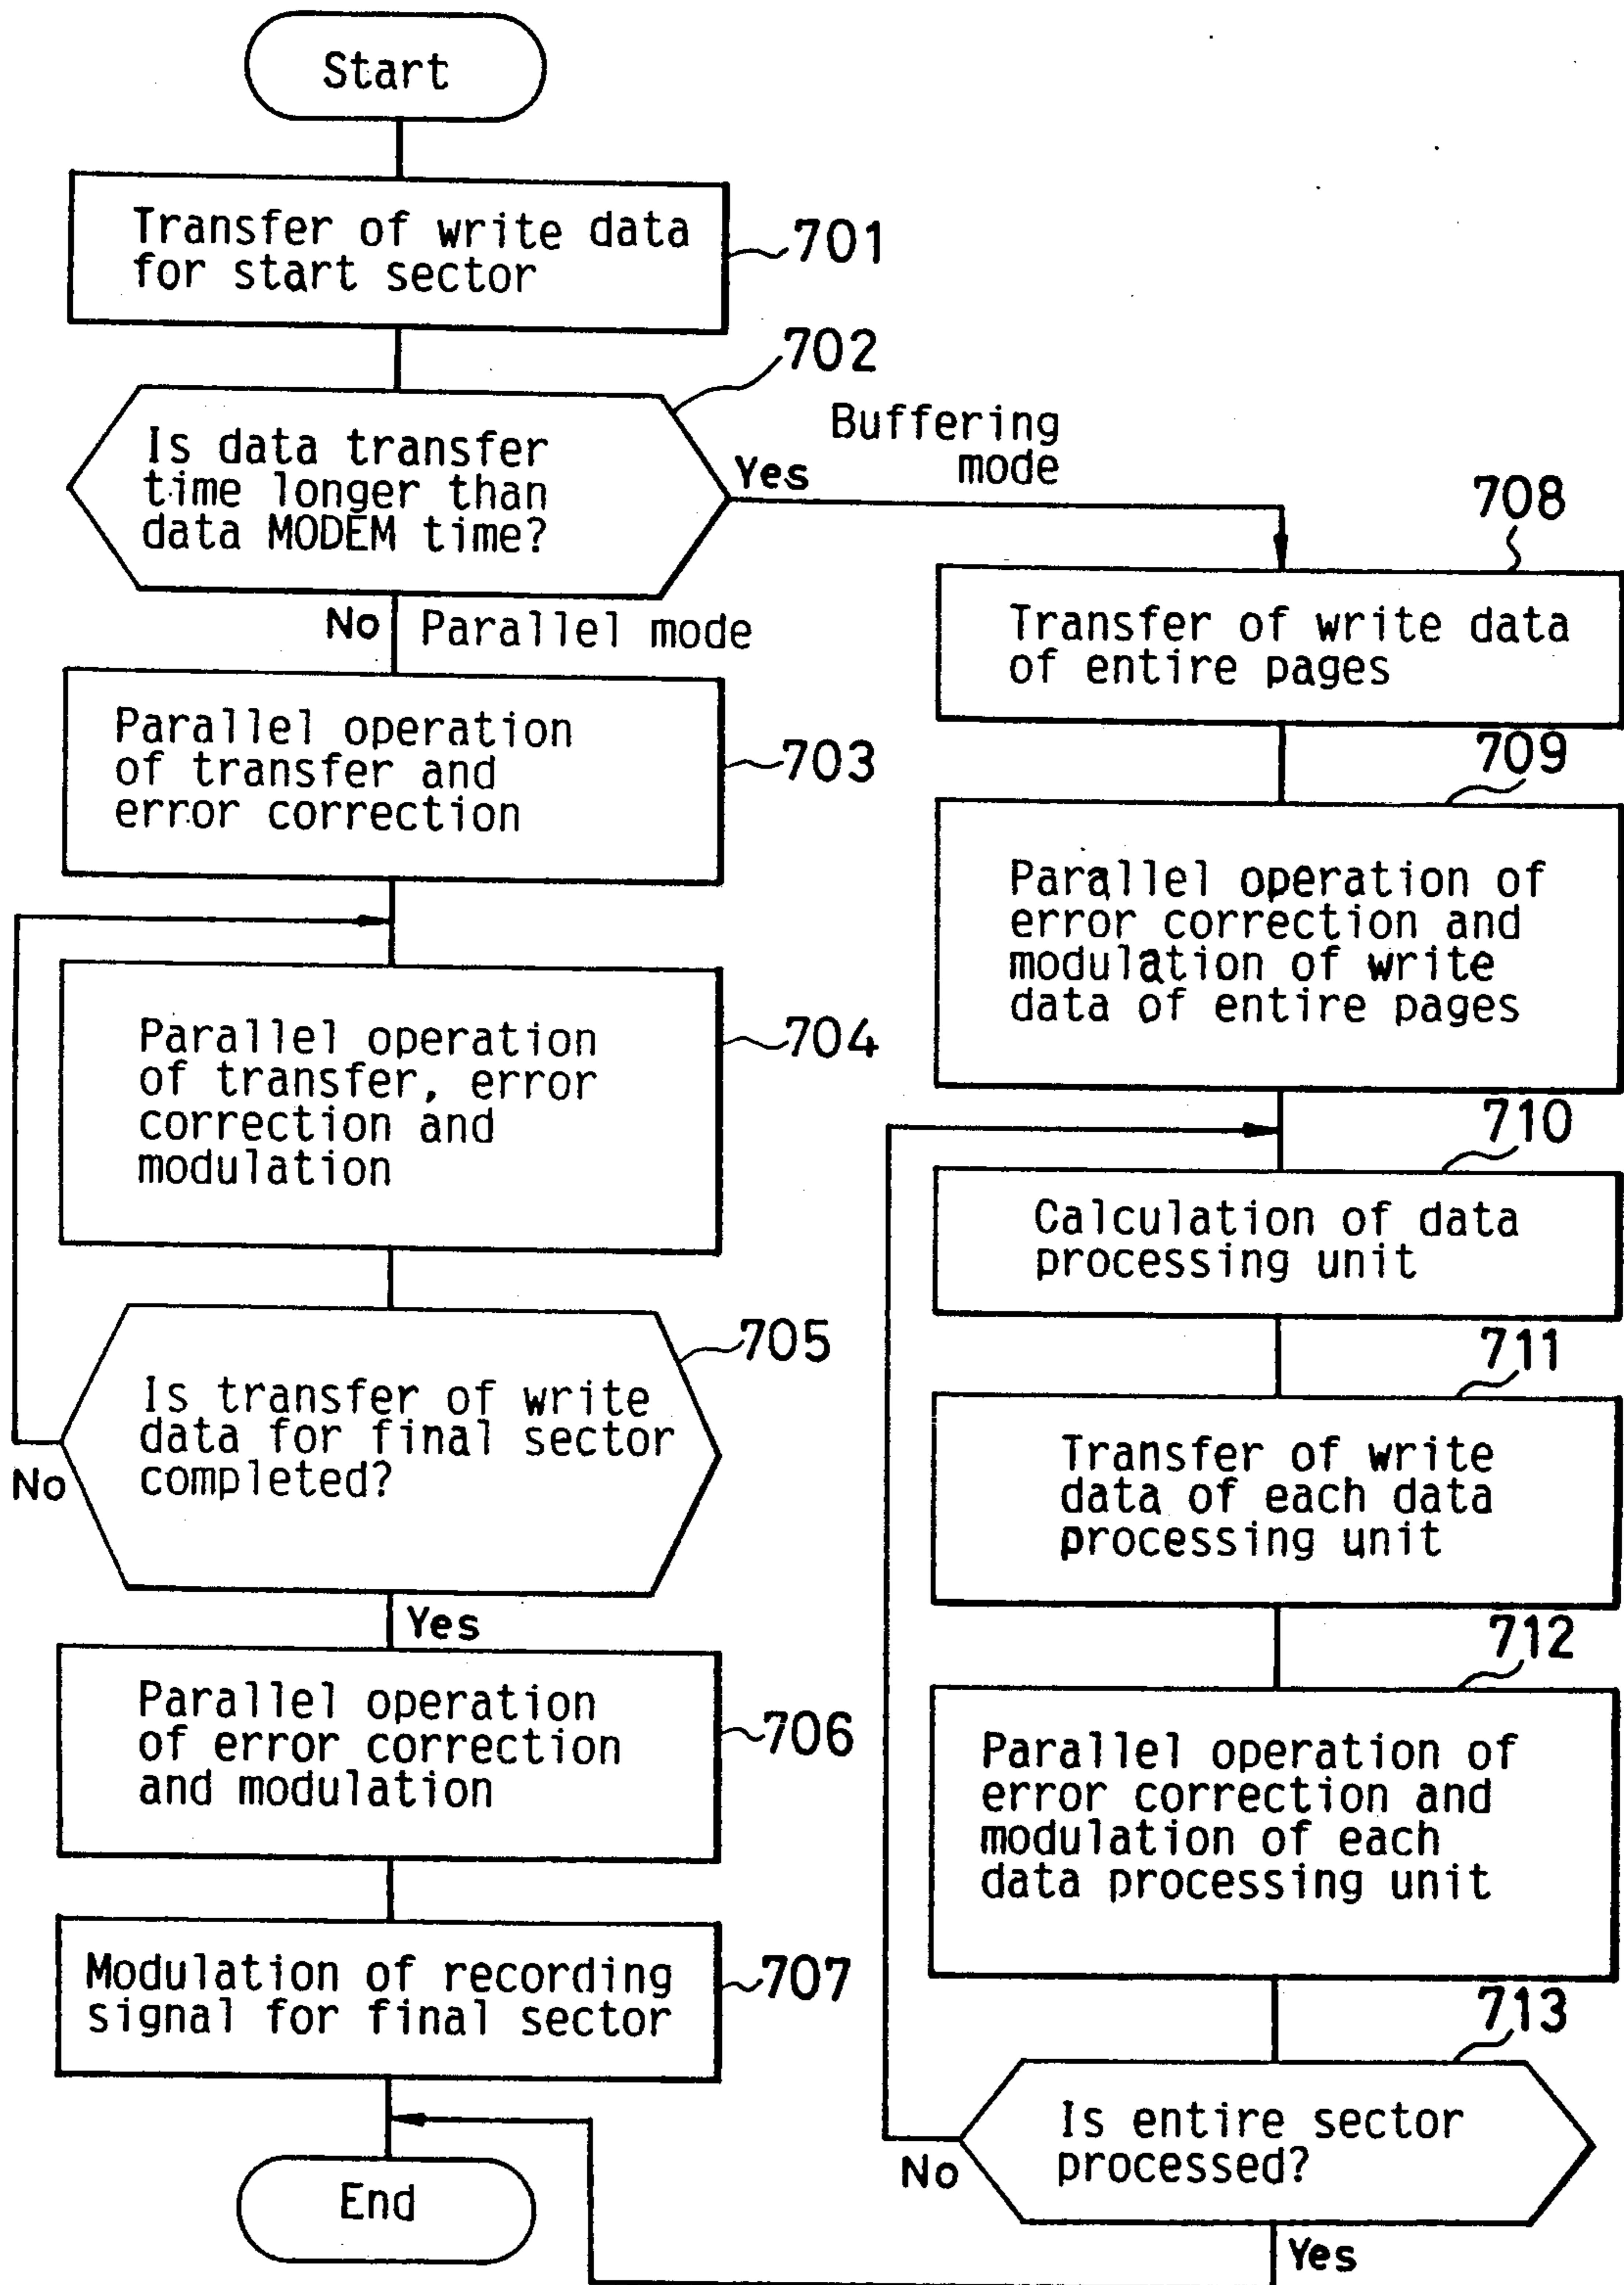 Start
Transfer of write data
for start sector
701
702
Is data transfer
time longer than
data MODEM time?
Yes
Buffering
mode
No
Parallel mode
Parallel operation
of transfer and
error correction
703
Parallel operation
of transfer, error
correction and
modulation
704
Is transfer of write
data for final sector
completed?
705
No
Yes
Parallel operation
of error correction
and modulation
706
Modulation of recording
signal for final sector
707
End
708
Transfer of write data
of entire pages
709
Parallel operation of
error correction and
modulation of write
data of entire pages
710
Calculation of data
processing unit
711
Transfer of write
data of each data
processing unit
712
Parallel operation of
error correction and
modulation of each
data processing unit
713
Is entire sector
processed?
No
Yes